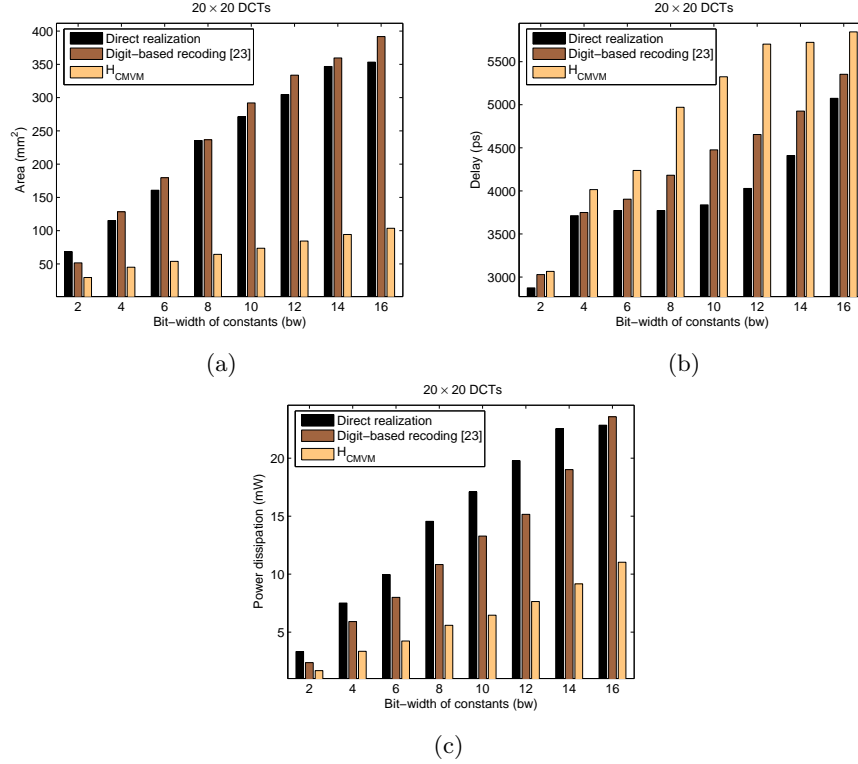 20 × 20 DCTs
Direct realization
Digit−based recoding [23]
H_CMVM
Area (mm²)
400
350
300
250
200
150
100
50
2 4 6 8 10 12 14 16
Bit−width of constants (bw)
(a)
20 × 20 DCTs
Direct realization
Digit−based recoding [23]
H_CMVM
Delay (ps)
5500
5000
4500
4000
3500
3000
2 4 6 8 10 12 14 16
Bit−width of constants (bw)
(b)
20 × 20 DCTs
Direct realization
Digit−based recoding [23]
H_CMVM
Power dissipation (mW)
20
15
10
5
2 4 6 8 10 12 14 16
Bit−width of constants (bw)
(c)